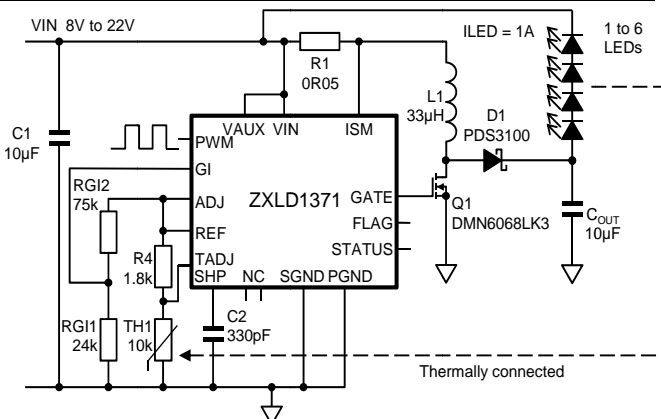 VIN 8V to 22V
ILED = 1A
1 to 6
LEDs
R1
0R05
L1
33µH
D1
PDS3100
C1
10µF
VAUX VIN ISM
PWM
GI
RGI2
75k
ADJ
ZXLD1371
GATE
Q1
DMN6068LK3
COUT
10µF
REF
FLAG
R4
1.8k
TADJ
STATUS
SHP NC SGND PGND
RGI1
24k
TH1
10k
C2
330pF
Thermally connected